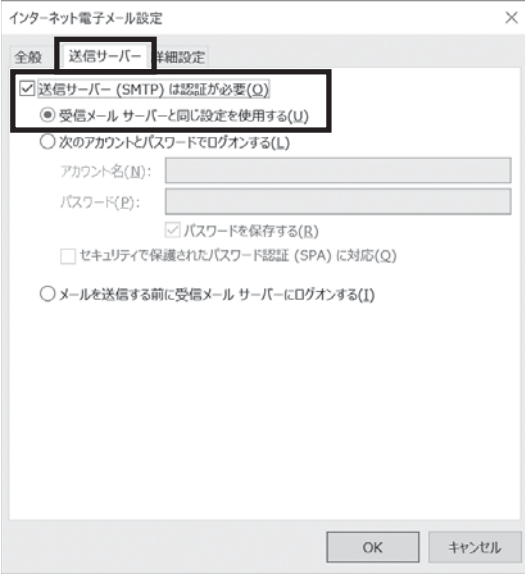 インターネット電子メール設定
全般 送信サーバー 詳細設定
送信サーバー (SMTP) は認証が必要(O)
受信メール サーバーと同じ設定を使用する(U)
次のアカウントとパスワードでログオンする(L)
アカウント名(N):
パスワード(P):
パスワードを保存する(R)
セキュリティで保護されたパスワード認証 (SPA) に対応(Q)
メールを送信する前に受信メール サーバーにログオンする(I)
OK キャンセル